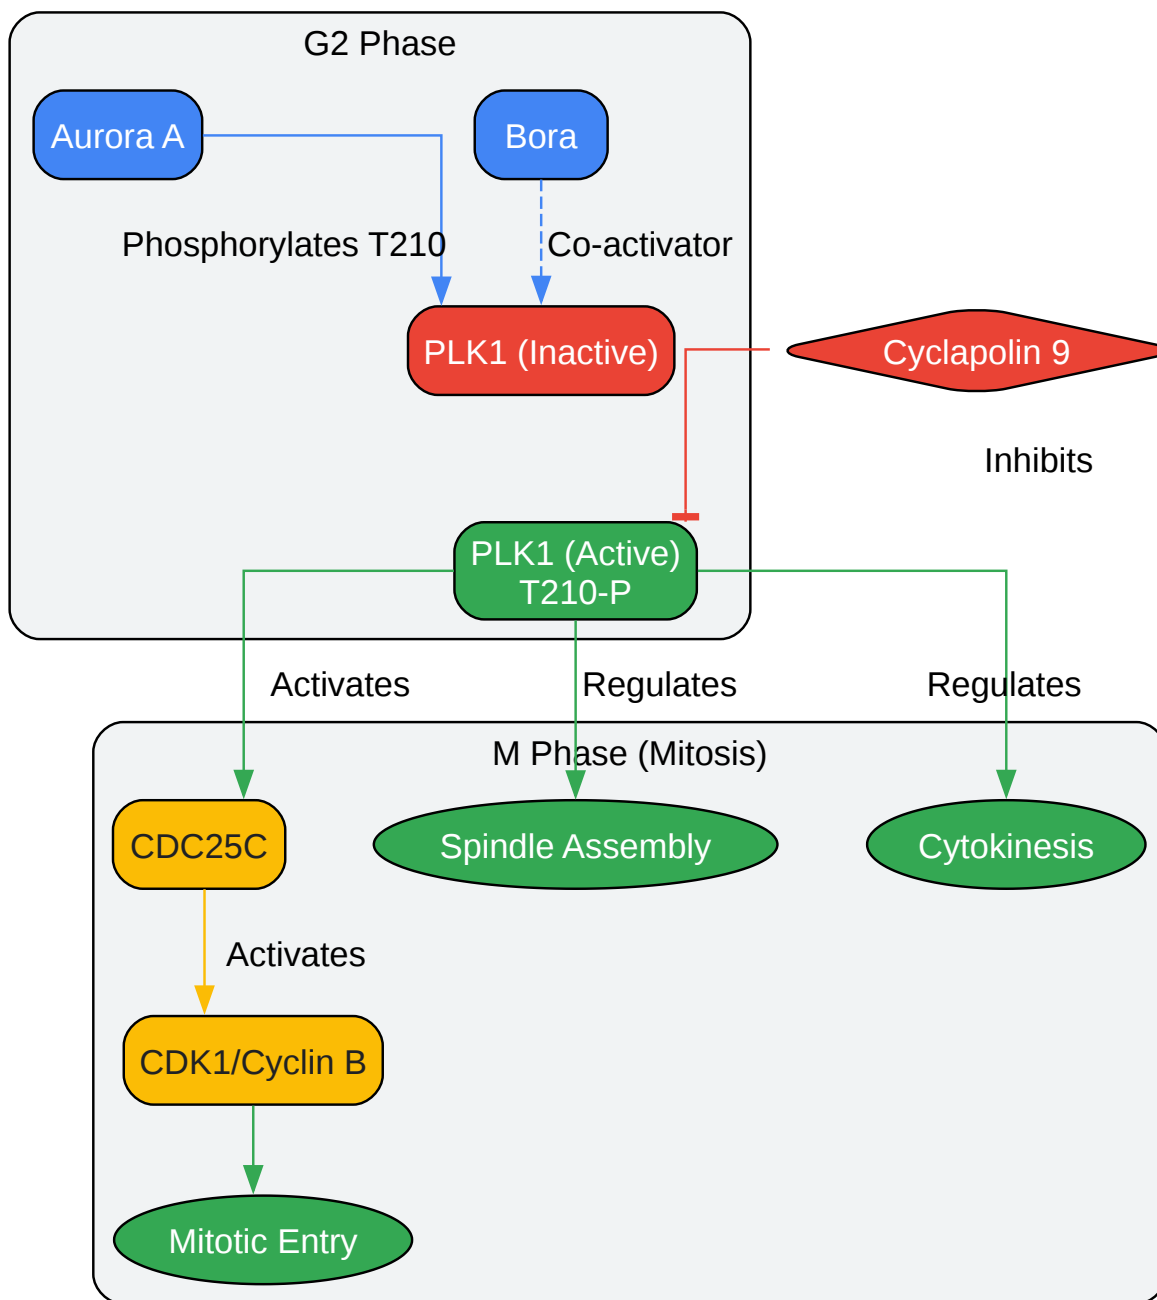 G2 Phase
Aurora A
Bora
Phosphorylates T210
Co-activator
PLK1 (Inactive)
Cyclapolin 9
Inhibits
PLK1 (Active)
T210-P
Activates
Regulates
Regulates
M Phase (Mitosis)
CDC25C
Spindle Assembly
Cytokinesis
Activates
CDK1/Cyclin B
Mitotic Entry